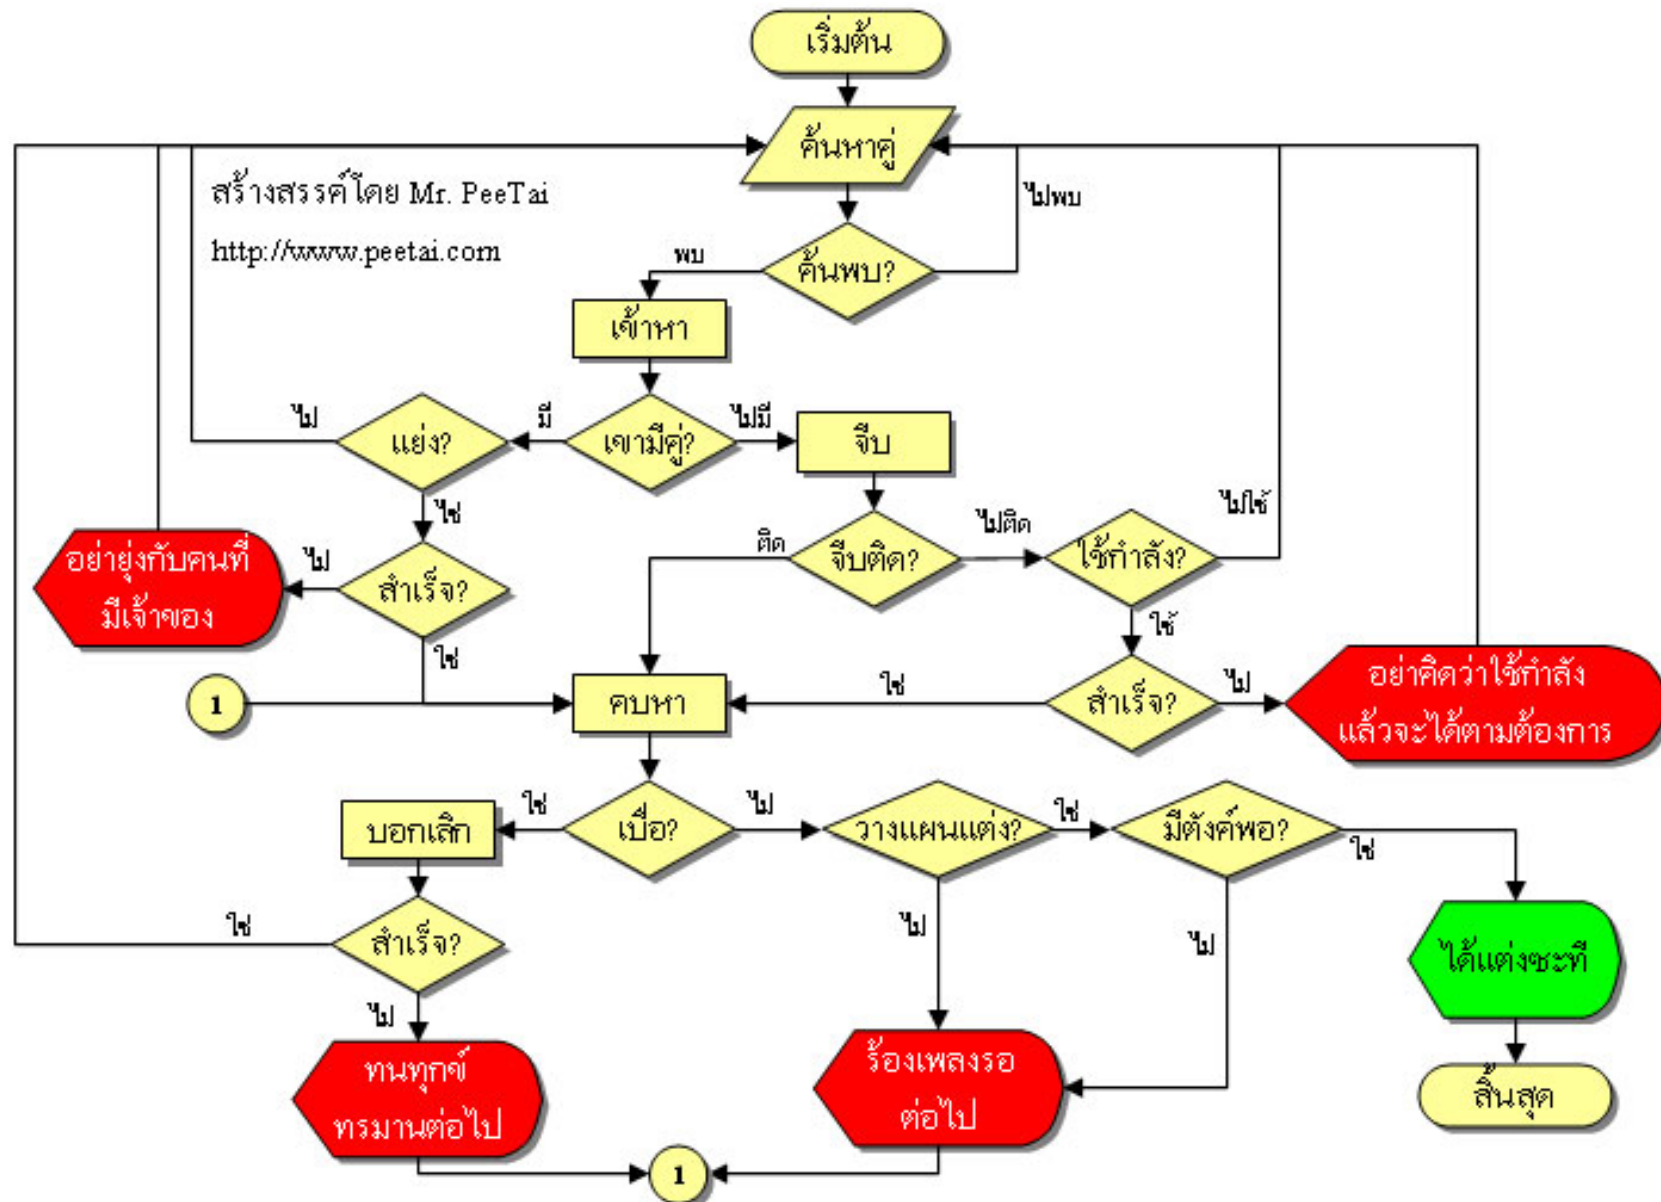 เริ่มต้น
ค้นหาคู่
สร้างสรรค์โดย Mr. PeeTai
ไม่พบ
http://www.peetai.com
พบ
ค้นพบ?
เข้าหา
ไม่
แย่ง?
มี
เขามีคู่?
ไม่มี
จีบ
ใช่
ติด
จีบติด?
ไม่ติด
ใช้กำลัง?
ไม่ใช้
อย่ายุ่งกับคนที่
มีเจ้าของ
ไม่
สำเร็จ?
ใช่
ใช้
1
คบหา
ใช่
สำเร็จ?
ไม่
อย่าคิดว่าใช้กำลัง
แล้วจะได้ตามต้องการ
บอกเลิก
ใช่
เบื่อ?
ไม่
วางแผนแต่ง?
ใช่
มีตังค์พอ?
ใช่
ใช่
สำเร็จ?
ไม่
ไม่
ไม่
ได้แต่งซะที
ทนทุกข์
ทรมานต่อไป
ร้องเพลงรอ
ต่อไป
สิ้นสุด
1